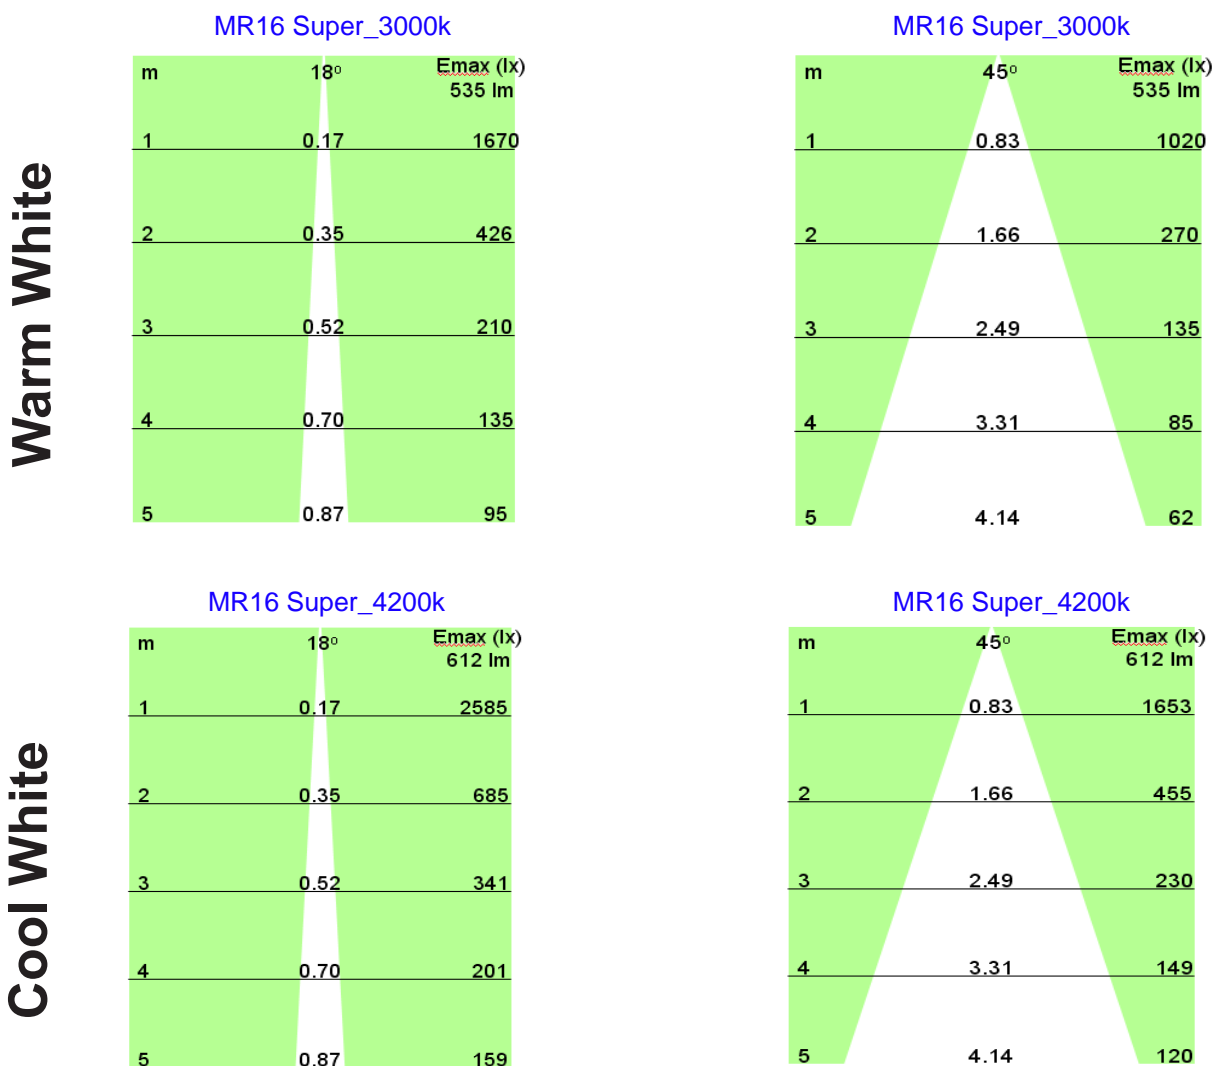 Warm White
MR16 Super_3000k
m 18° Emax (lx)
535 lm
1 0.17 1670
2 0.35 426
3 0.52 210
4 0.70 135
5 0.87 95
MR16 Super_3000k
m 45° Emax (lx)
535 lm
1 0.83 1020
2 1.66 270
3 2.49 135
4 3.31 85
5 4.14 62
Cool White
MR16 Super_4200k
m 18° Emax (lx)
612 lm
1 0.17 2585
2 0.35 685
3 0.52 341
4 0.70 201
5 0.87 159
MR16 Super_4200k
m 45° Emax (lx)
612 lm
1 0.83 1653
2 1.66 455
3 2.49 230
4 3.31 149
5 4.14 120